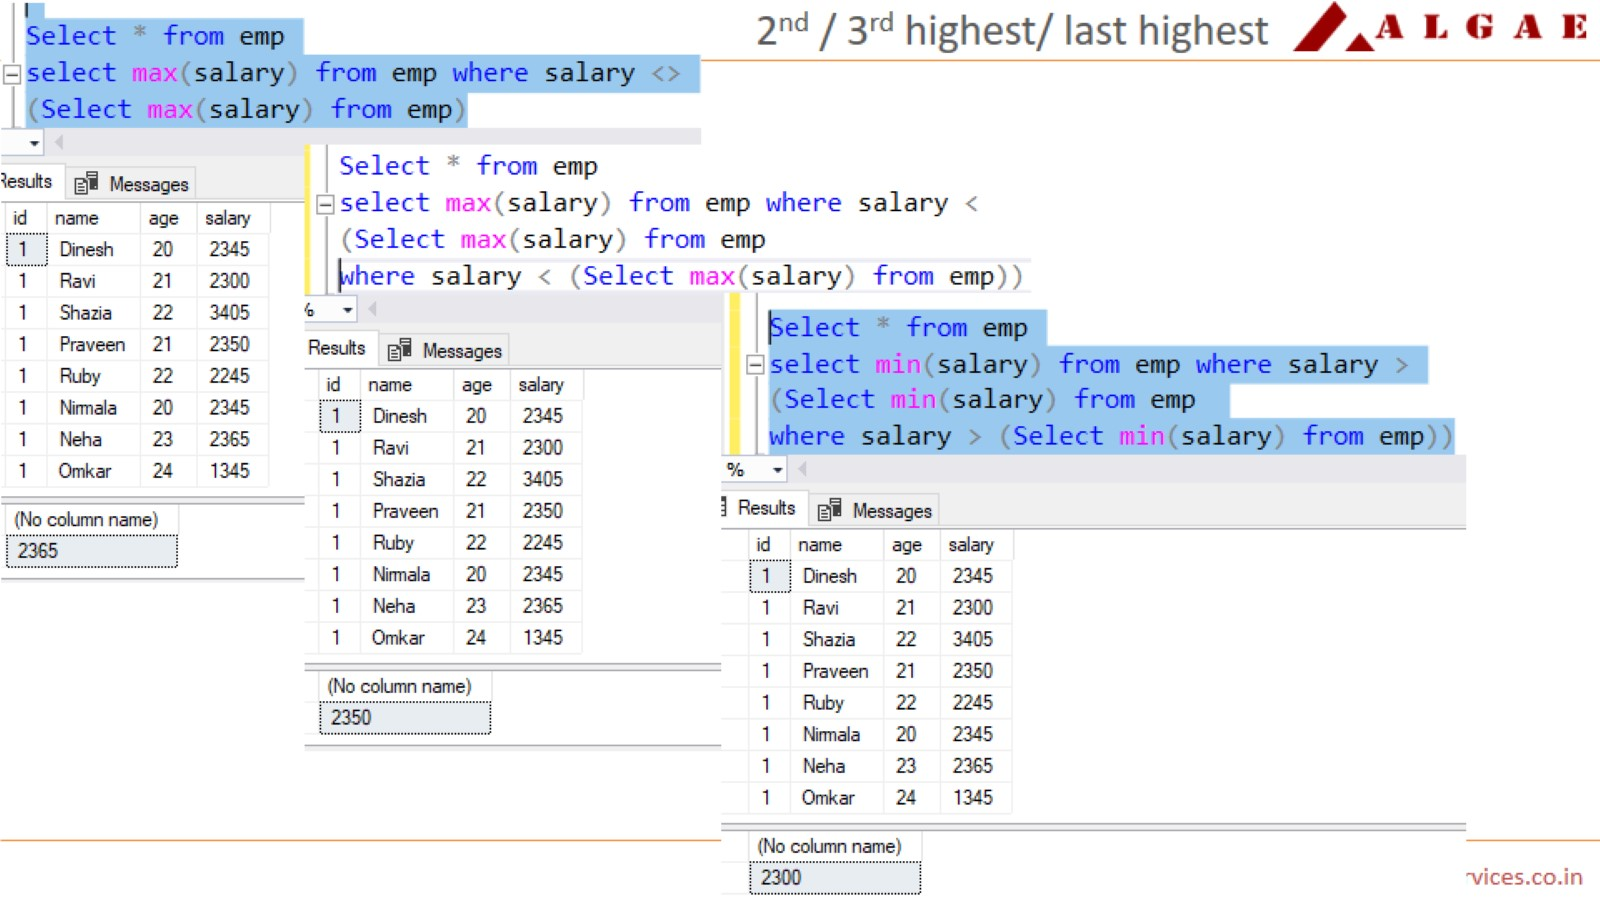 2nd / 3rd highest/ last highest
ALGAE
Select * from emp
select max(salary) from emp where salary <>
(Select max(salary) from emp)
Results Messages
id name age salary
1 Dinesh 20 2345
1 Ravi 21 2300
1 Shazia 22 3405
1 Praveen 21 2350
1 Ruby 22 2245
1 Nirmala 20 2345
1 Neha 23 2365
1 Omkar 24 1345
(No column name)
2365
Select * from emp
select max(salary) from emp where salary <
(Select max(salary) from emp
where salary < (Select max(salary) from emp))
%
Results Messages
id name age salary
1 Dinesh 20 2345
1 Ravi 21 2300
1 Shazia 22 3405
1 Praveen 21 2350
1 Ruby 22 2245
1 Nirmala 20 2345
1 Neha 23 2365
1 Omkar 24 1345
(No column name)
2350
Select * from emp
select min(salary) from emp where salary >
(Select min(salary) from emp
where salary > (Select min(salary) from emp))
%
Results Messages
id name age salary
1 Dinesh 20 2345
1 Ravi 21 2300
1 Shazia 22 3405
1 Praveen 21 2350
1 Ruby 22 2245
1 Nirmala 20 2345
1 Neha 23 2365
1 Omkar 24 1345
(No column name)
2300
rvices.co.in